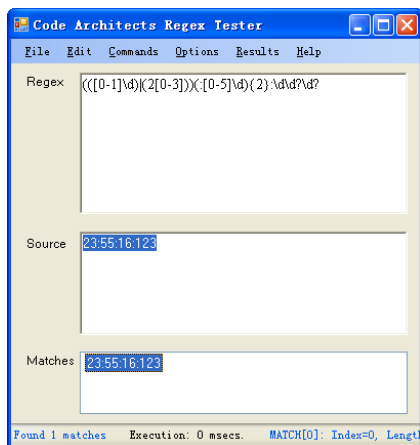 Code Architects Regex Tester
File Edit Commands Options Results Help
Regex
(([0-1]\d)|(2[0-3]))(:[0-5]\d){2}:\d\d?\d?
Source
23:55:16:123
Matches
23:55:16:123
Found 1 matches Execution: 0 msecs. MATCH[0]: Index=0, Lengt